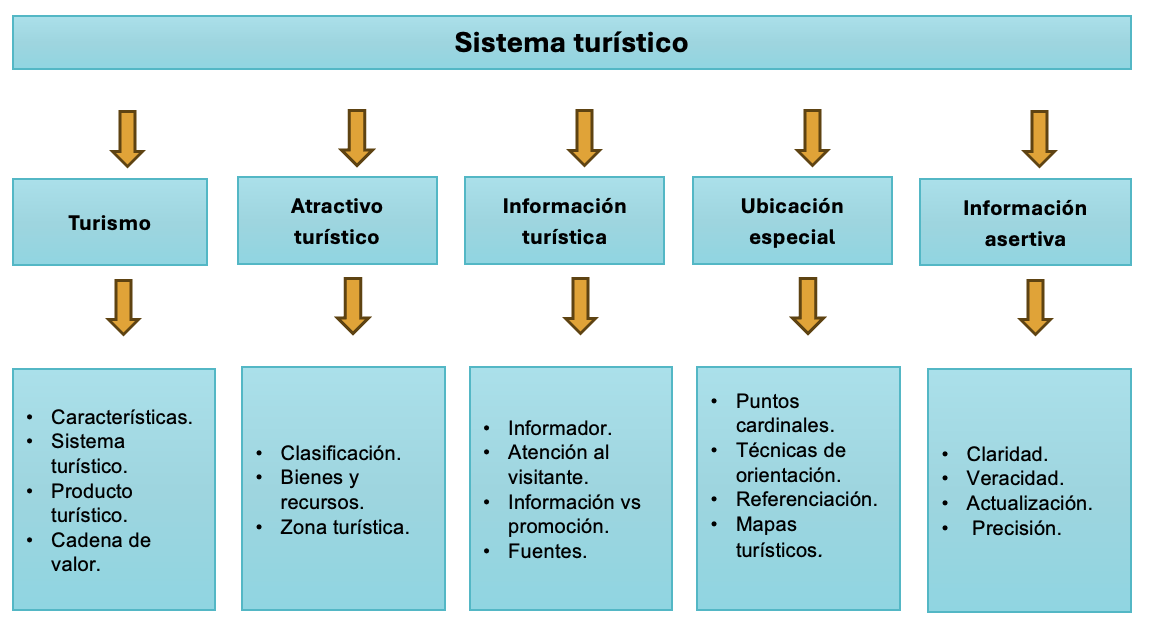 Sistema turístico
Turismo
Atractivo
turístico
Información
turística
Ubicación
especial
Información
asertiva
• Características.
• Sistema
turístico.
• Producto
turístico.
• Cadena de
valor.
• Clasificación.
• Bienes y
recursos.
• Zona turística.
• Informador.
• Atención al
visitante.
• Información vs
promoción.
• Fuentes.
• Puntos
cardinales.
• Técnicas de
orientación.
• Referenciación.
• Mapas
turísticos.
• Claridad.
• Veracidad.
• Actualización.
• Precisión.